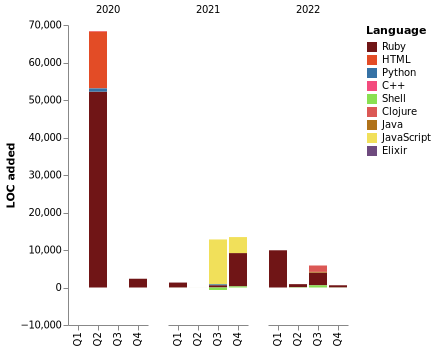 2020 2021 2022
Language
Ruby
HTML
Python
C++
Shell
Clojure
Java
JavaScript
Elixir
LOC added
70,000
60,000
50,000
40,000
30,000
20,000
10,000
0
−10,000
Q1 Q2 Q3 Q4 Q1 Q2 Q3 Q4 Q1 Q2 Q3 Q4